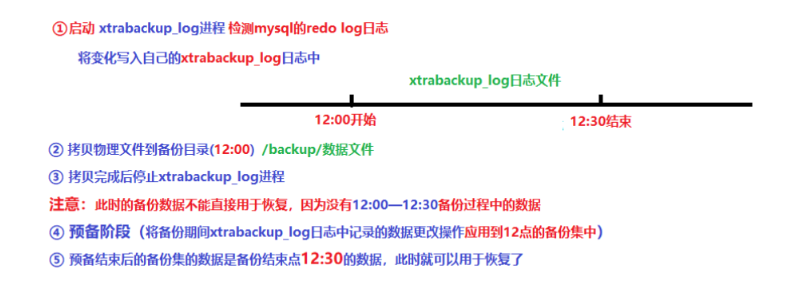 ①启动 xtrabackup_log进程 检测mysql的redo log日志
将变化写入自己的xtrabackup_log日志中
xtrabackup_log日志文件
12:00开始
12:30结束
② 拷贝物理文件到备份目录(12:00) /backup/数据文件
③ 拷贝完成后停止xtrabackup_log进程
注意：此时的备份数据不能直接用于恢复，因为没有12:00—12:30备份过程中的数据
④ 预备阶段（将备份期间xtrabackup_log日志中记录的数据更改操作应用到12点的备份集中）
⑤ 预备结束后的备份集的数据是备份结束点12:30的数据，此时就可以用于恢复了